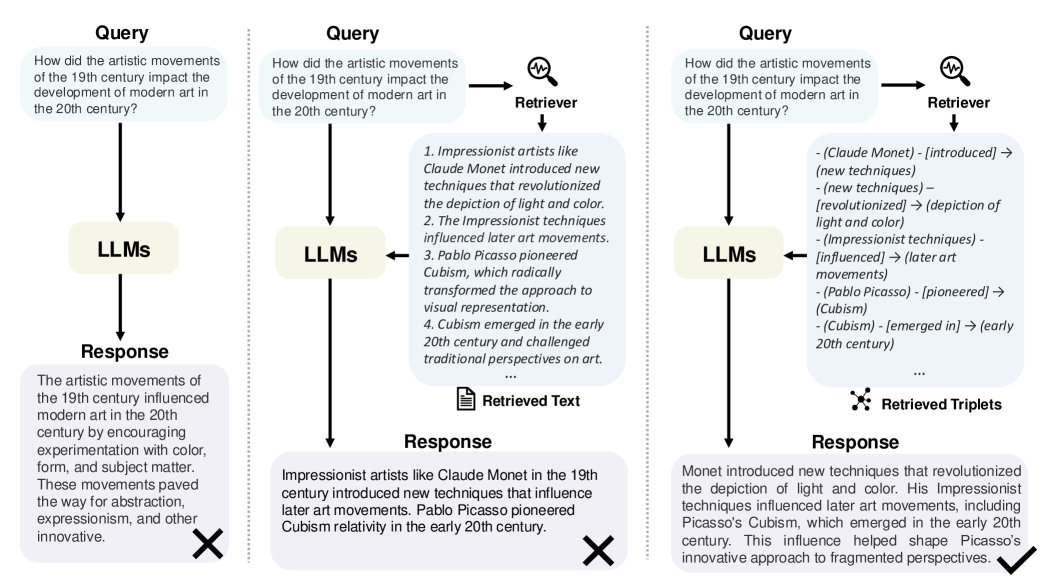 Query
How did the artistic movements
of the 19th century impact the
development of modern art in
the 20th century?
LLMs
Response
The artistic movements of
the 19th century influenced
modern art in the 20th
century by encouraging
experimentation with color,
form, and subject matter.
These movements paved
the way for abstraction,
expressionism, and other
innovative.
Query
How did the artistic movements
of the 19th century impact the
development of modern art in
the 20th century?
Retriever
1. Impressionist artists like
Claude Monet introduced new
techniques that revolutionized
the depiction of light and color.
2. The Impressionist techniques
influenced later art movements.
3. Pablo Picasso pioneered
Cubism, which radically
transformed the approach to
visual representation.
4. Cubism emerged in the early
20th century and challenged
traditional perspectives on art.
...
Retrieved Text
LLMs
Response
Impressionist artists like Claude Monet in the 19th
century introduced new techniques that influence
later art movements. Pablo Picasso pioneered
Cubism relativity in the early 20th century.
Query
How did the artistic movements
of the 19th century impact the
development of modern art in
the 20th century?
Retriever
- (Claude Monet) - [introduced] →
(new techniques)
- (new techniques) –
[revolutionized] → (depiction of
light and color)
- (Impressionist techniques) -
[influenced] → (later art
movements)
- (Pablo Picasso) - [pioneered] →
(Cubism)
- (Cubism) - [emerged in] → (early
20th century)
...
Retrieved Triplets
LLMs
Response
Monet introduced new techniques that revolutionized
the depiction of light and color. His Impressionist
techniques influenced later art movements, including
Picasso's Cubism, which emerged in the early 20th
century. This influence helped shape Picasso’s
innovative approach to fragmented perspectives.